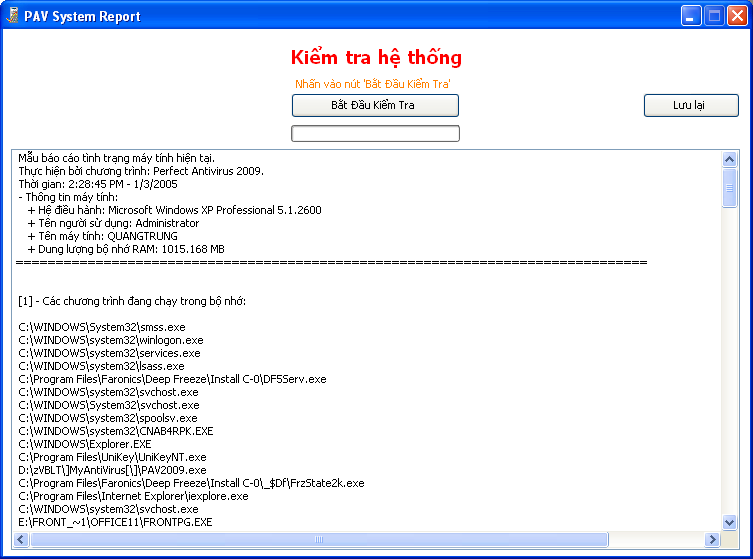 PAV System Report
Kiểm tra hệ thống
Nhấn vào nút 'Bắt Đầu Kiểm Tra'
Bắt Đầu Kiểm Tra
Lưu lại
Mẫu báo cáo tình trạng máy tính hiện tại.
Thực hiện bởi chương trình: Perfect Antivirus 2009.
Thời gian: 2:28:45 PM - 1/3/2005
- Thông tin máy tính:
+ Hệ điều hành: Microsoft Windows XP Professional 5.1.2600
+ Tên người sử dụng: Administrator
+ Tên máy tính: QUANGTRUNG
+ Dung lượng bộ nhớ RAM: 1015.168 MB
===============================================================================
[1] - Các chương trình đang chạy trong bộ nhớ:
C:\WINDOWS\System32\smss.exe
C:\WINDOWS\system32\winlogon.exe
C:\WINDOWS\system32\services.exe
C:\WINDOWS\system32\lsass.exe
C:\Program Files\Faronics\Deep Freeze\Install C-0\DF5Serv.exe
C:\WINDOWS\system32\svchost.exe
C:\WINDOWS\System32\svchost.exe
C:\WINDOWS\system32\spoolsv.exe
C:\WINDOWS\system32\CNAB4RPK.EXE
C:\WINDOWS\Explorer.EXE
C:\Program Files\UniKey\UniKeyNT.exe
D:\zVBLT\]MyAntiVirus[\]\PAV2009.exe
C:\Program Files\Faronics\Deep Freeze\Install C-0\_$Df\FrzState2k.exe
C:\Program Files\Internet Explorer\iexplore.exe
C:\WINDOWS\system32\svchost.exe
E:\FRONT_~1\OFFICE11\FRONTPG.EXE